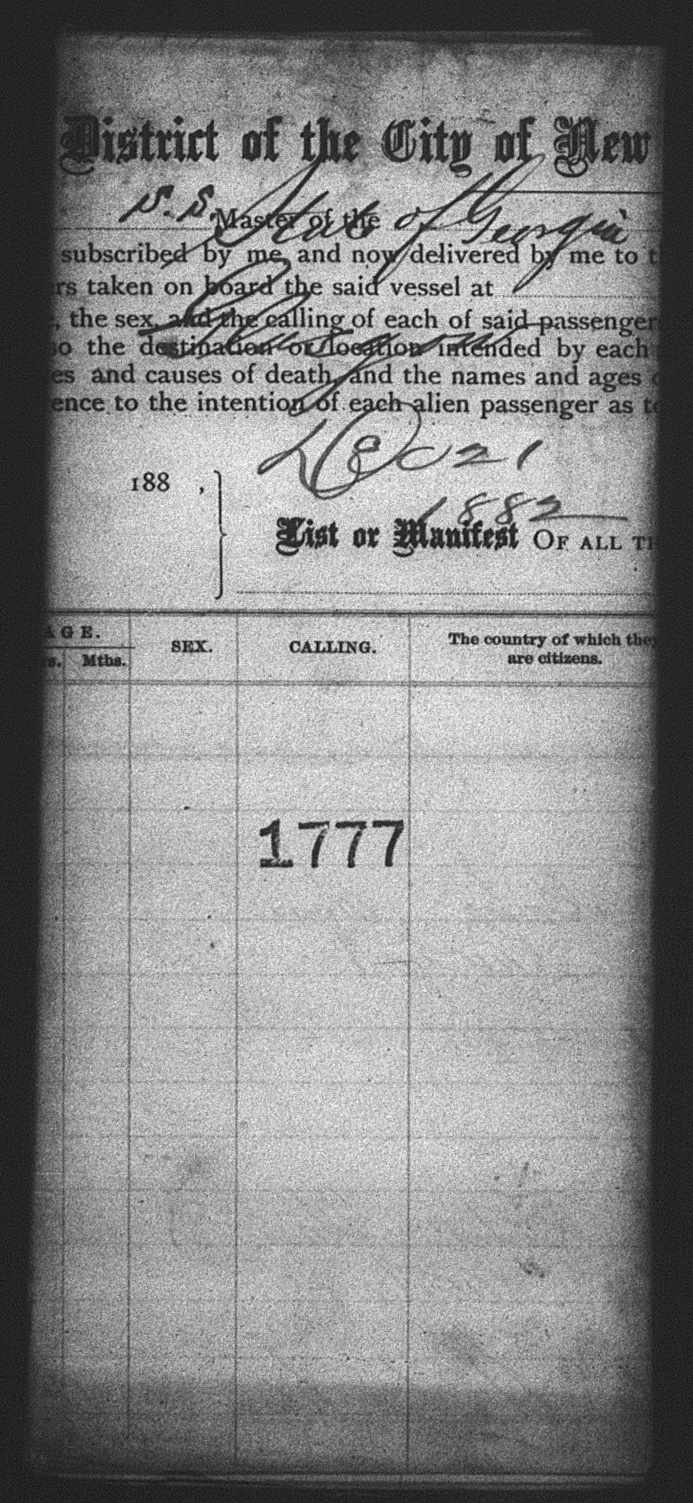 District of the City of New
S.S. State of Georgia
Master of the
subscribed by me, and now delivered by me to t
rs taken on board the said vessel at
Glasgow
, the sex, and the calling of each of said passenger
so the destination or location intended by each
es and causes of death, and the names and ages
ence to the intention of each alien passenger as to
Dec 21
188 ,
1882
List or Manifest OF ALL TH
AGE.
s. Mths.
SEX.
CALLING.
The country of which they
are citizens.
1777